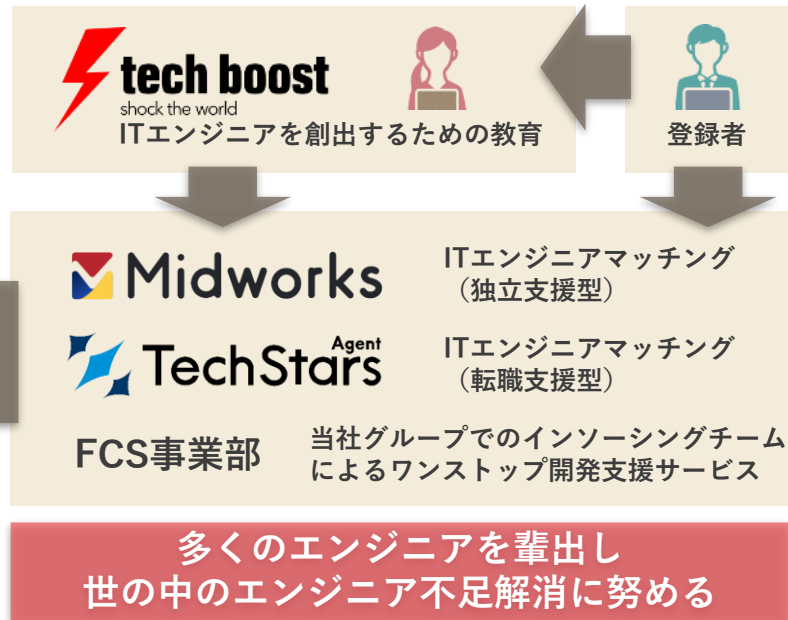 tech boost
shock the world
ITエンジニアを創出するための教育
登録者
Midworks
ITエンジニアマッチング
（独立支援型）
TechStars Agent
ITエンジニアマッチング
（転職支援型）
FCS事業部
当社グループでのインソーシングチーム
によるワンストップ開発支援サービス
多くのエンジニアを輩出し
世の中のエンジニア不足解消に努める